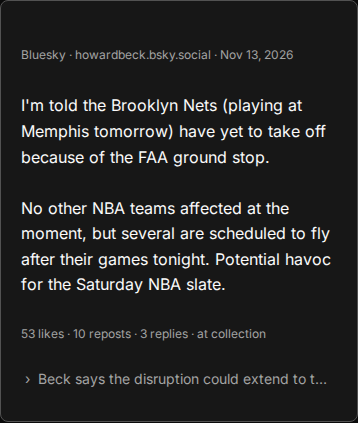 Bluesky · howardbeck.bsky.social · Nov 13, 2026
I'm told the Brooklyn Nets (playing at
Memphis tomorrow) have yet to take off
because of the FAA ground stop.
No other NBA teams affected at the
moment, but several are scheduled to fly
after their games tonight. Potential havoc
for the Saturday NBA slate.
53 likes · 10 reposts · 3 replies · at collection
› Beck says the disruption could extend to t...